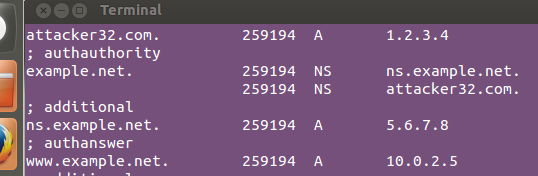 Terminal
attacker32.com. 259194 A 1.2.3.4
; authauthority
example.net. 259194 NS ns.example.net.
259194 NS attacker32.com.
; additional
ns.example.net. 259194 A 5.6.7.8
; authanswer
www.example.net. 259194 A 10.0.2.5